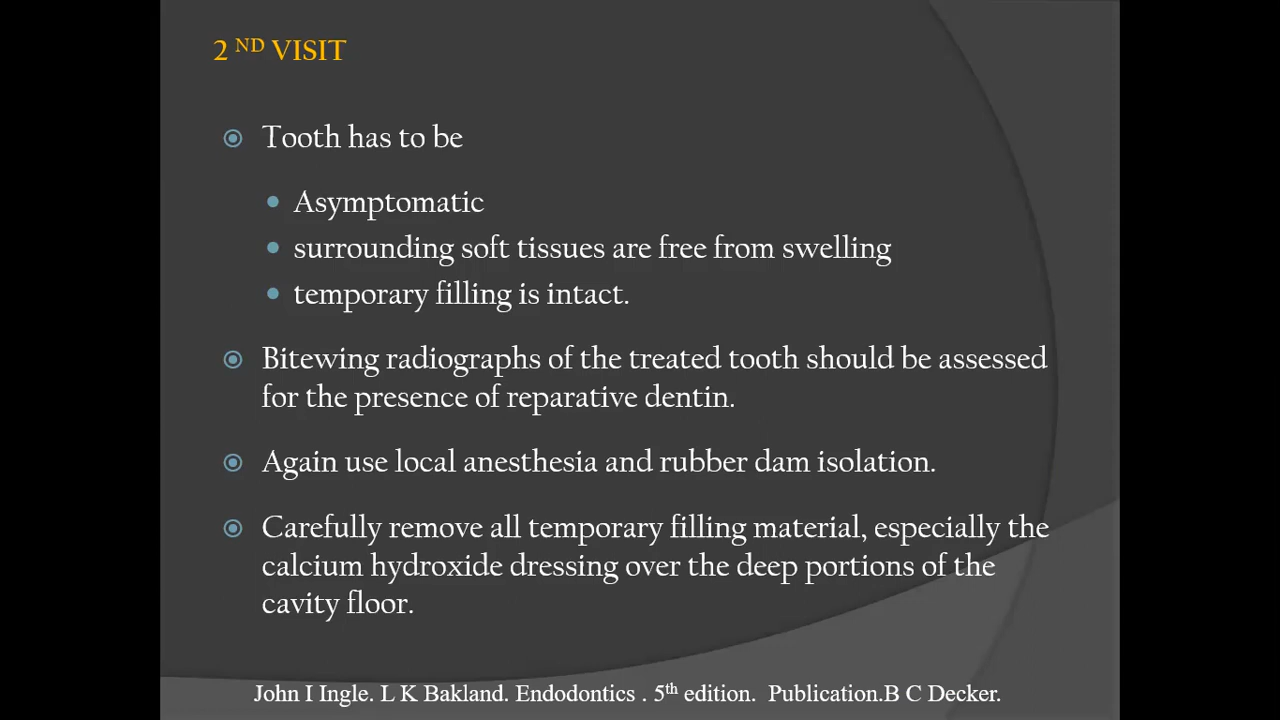 2 ND VISIT
Tooth has to be
Asymptomatic
surrounding soft tissues are free from swelling
temporary filling is intact.
Bitewing radiographs of the treated tooth should be assessed
for the presence of reparative dentin.
Again use local anesthesia and rubber dam isolation.
Carefully remove all temporary filling material, especially the
calcium hydroxide dressing over the deep portions of the
cavity floor.
John I Ingle. L K Bakland. Endodontics . 5th edition.  Publication.B C Decker.